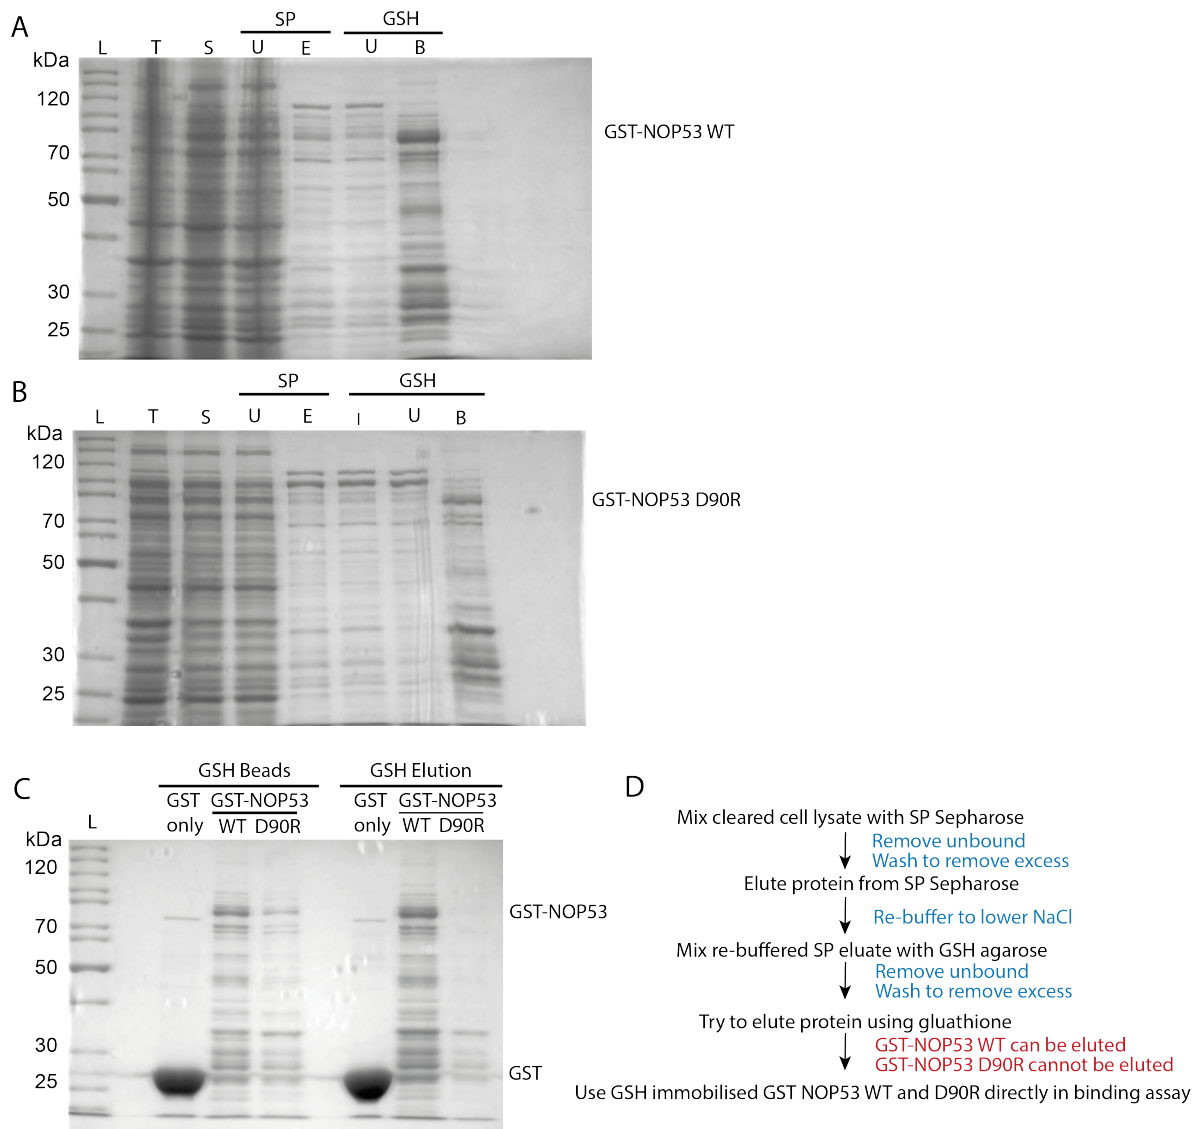 A
SP
GSH
L T S U E U B
kDa
120
70
50
30
25
GST-NOP53 WT
B
SP
GSH
L T S U E I U B
kDa
120
70
50
30
25
GST-NOP53 D90R
C
GSH Beads
GSH Elution
GST GST-NOP53 GST GST-NOP53
L only WT D90R only WT D90R
kDa
120
70
50
30
25
GST-NOP53
GST
D
Mix cleared cell lysate with SP Sepharose
Remove unbound
Wash to remove excess
Elute protein from SP Sepharose
Re-buffer to lower NaCl
Mix re-buffered SP eluate with GSH agarose
Remove unbound
Wash to remove excess
Try to elute protein using gluathione
GST-NOP53 WT can be eluted
GST-NOP53 D90R cannot be eluted
Use GSH immobilised GST NOP53 WT and D90R directly in binding assay